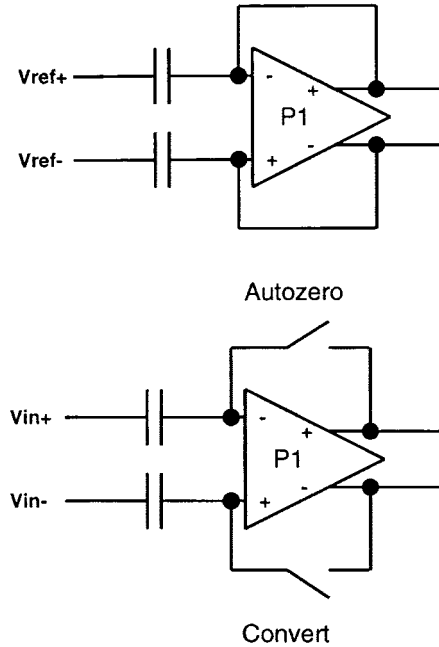 Vref+
-
+
P1
Vref-
+
-
Autozero
Vin+
-
+
P1
Vin-
+
-
Convert